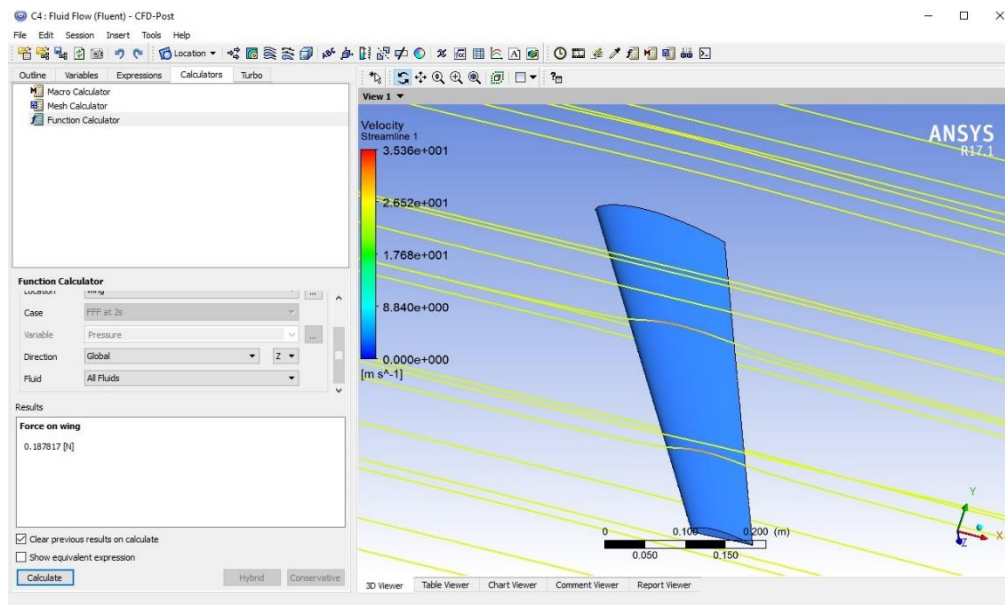 C4 : Fluid Flow (Fluent) - CFD-Post
File Edit Session Insert Tools Help
Location
Outline Variables Expressions Calculators Turbo
Macro Calculator
Mesh Calculator
Function Calculator
Function Calculator
Location wing ...
Case FFF at 2s
Variable Pressure ...
Direction Global Z
Fluid All Fluids
Results
Force on wing
0.187817 [N]
Clear previous results on calculate
Show equivalent expression
Calculate Hybrid Conservative
View 1
Velocity
Streamline 1
3.536e+001
2.652e+001
1.768e+001
8.840e+000
0.000e+000
[m s^-1]
ANSYS
R17.1
0 0.100 0.200 (m)
0.050 0.150
Y
X
Z
3D Viewer Table Viewer Chart Viewer Comment Viewer Report Viewer